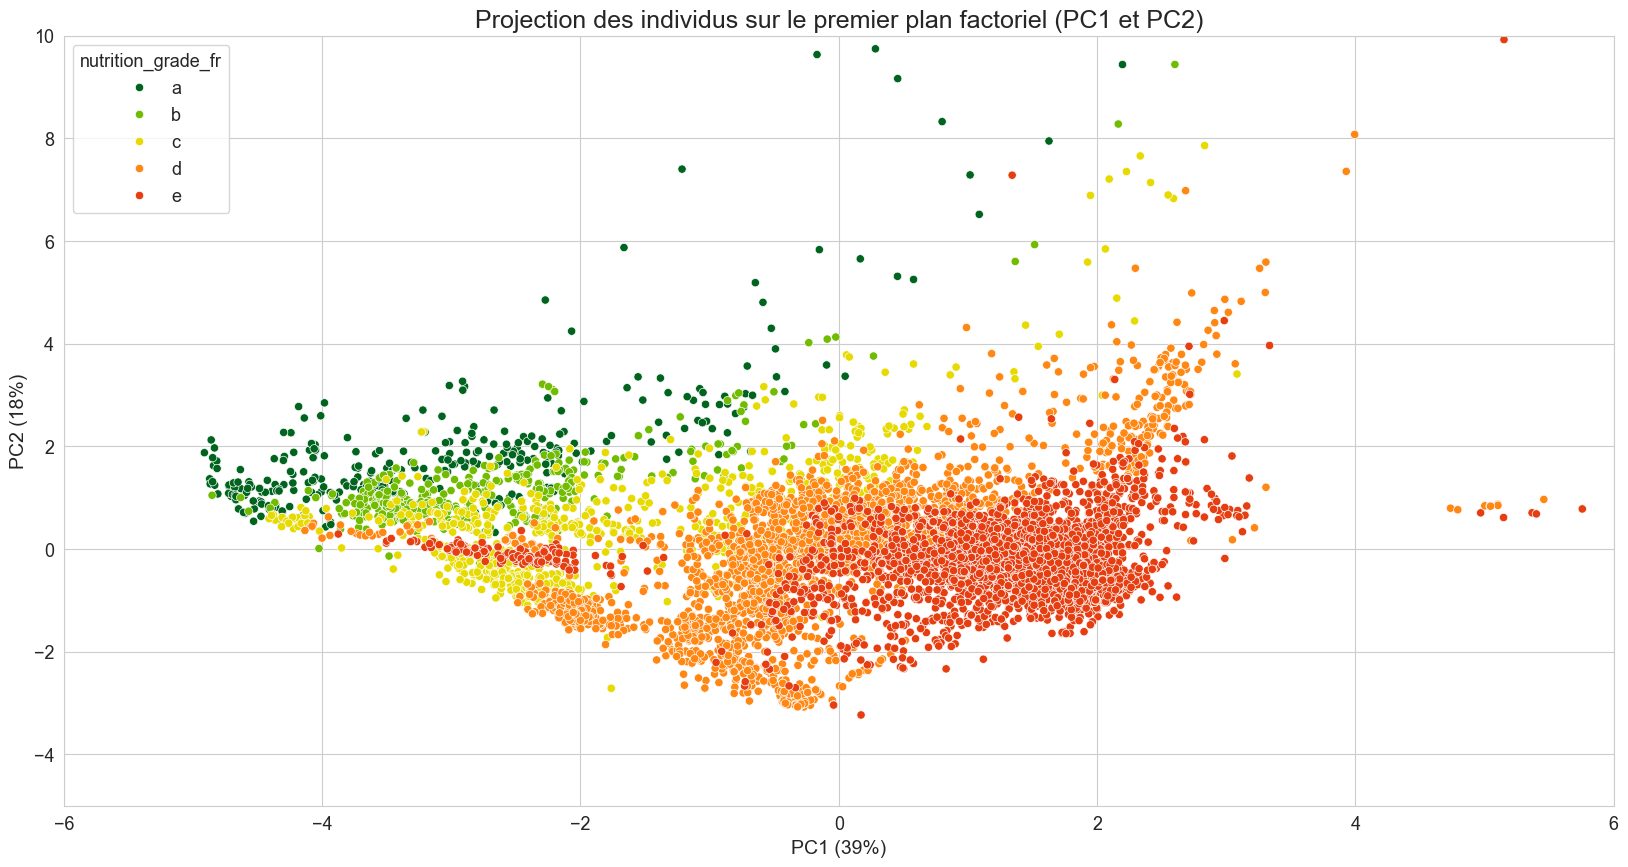 Projection des individus sur le premier plan factoriel (PC1 et PC2)
nutrition_grade_fr
a
b
c
d
e
10
8
6
4
2
0
−2
−4
PC2 (18%)
−6
−4
−2
0
2
4
6
PC1 (39%)